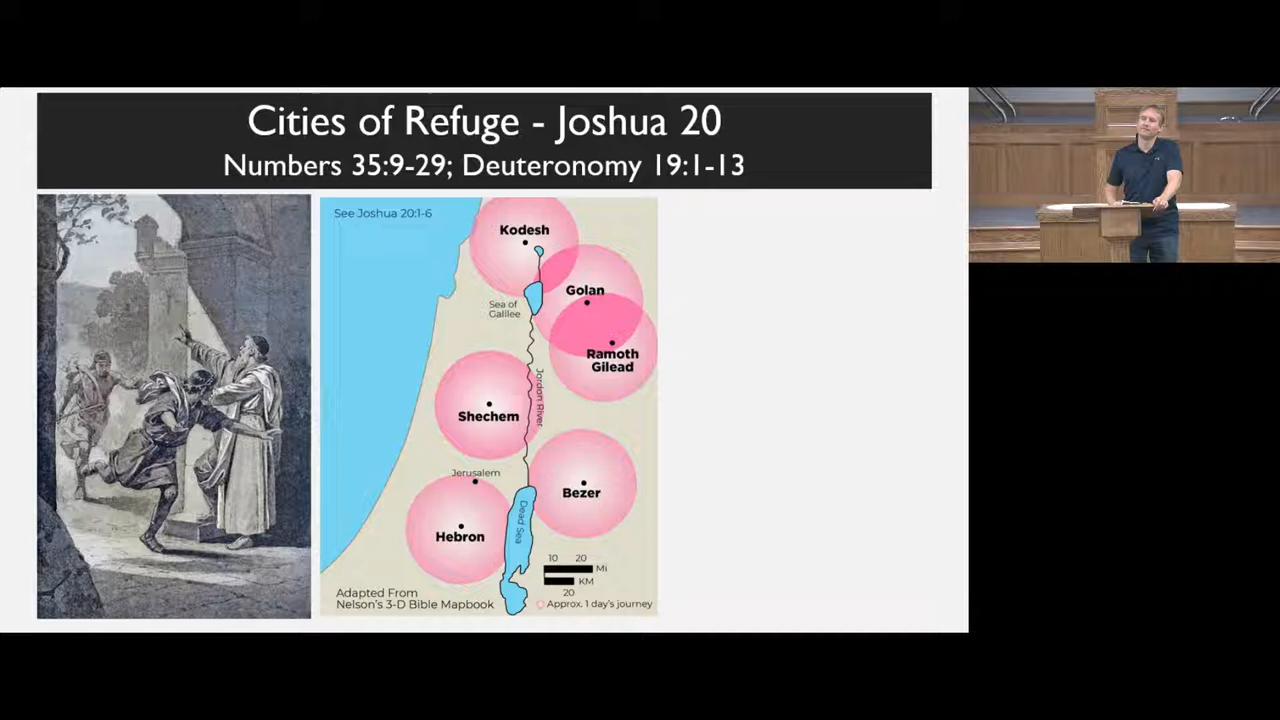 Cities of Refuge - Joshua 20
Numbers 35:9-29; Deuteronomy 19:1-13
See Joshua 20:1-6
Kodesh
Golan
Sea of
Galilee
Ramoth
Gilead
Jordan River
Shechem
Jerusalem
Bezer
Dead Sea
Hebron
10 20
Mi
KM
20
Adapted From
Nelson's 3-D Bible Mapbook
Approx. 1 day's journey